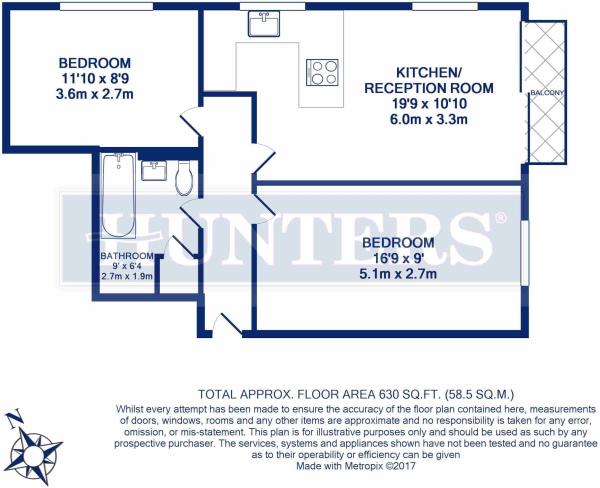 BEDROOM
11'10 x 8'9
3.6m x 2.7m
KITCHEN/
RECEPTION ROOM
19'9 x 10'10
6.0m x 3.3m
BALCONY
HUNTERS®
BATHROOM
9' x 6'4
2.7m x 1.9m
BEDROOM
16'9 x 9'
5.1m x 2.7m
TOTAL APPROX. FLOOR AREA 630 SQ.FT. (58.5 SQ.M.)
Whilst every attempt has been made to ensure the accuracy of the floor plan contained here, measurements
of doors, windows, rooms and any other items are approximate and no responsibility is taken for any error,
omission, or mis-statement. This plan is for illustrative purposes only and should be used as such by any
prospective purchaser. The services, systems and appliances shown have not been tested and no guarantee
as to their operability or efficiency can be given
Made with Metropix ©2017
N